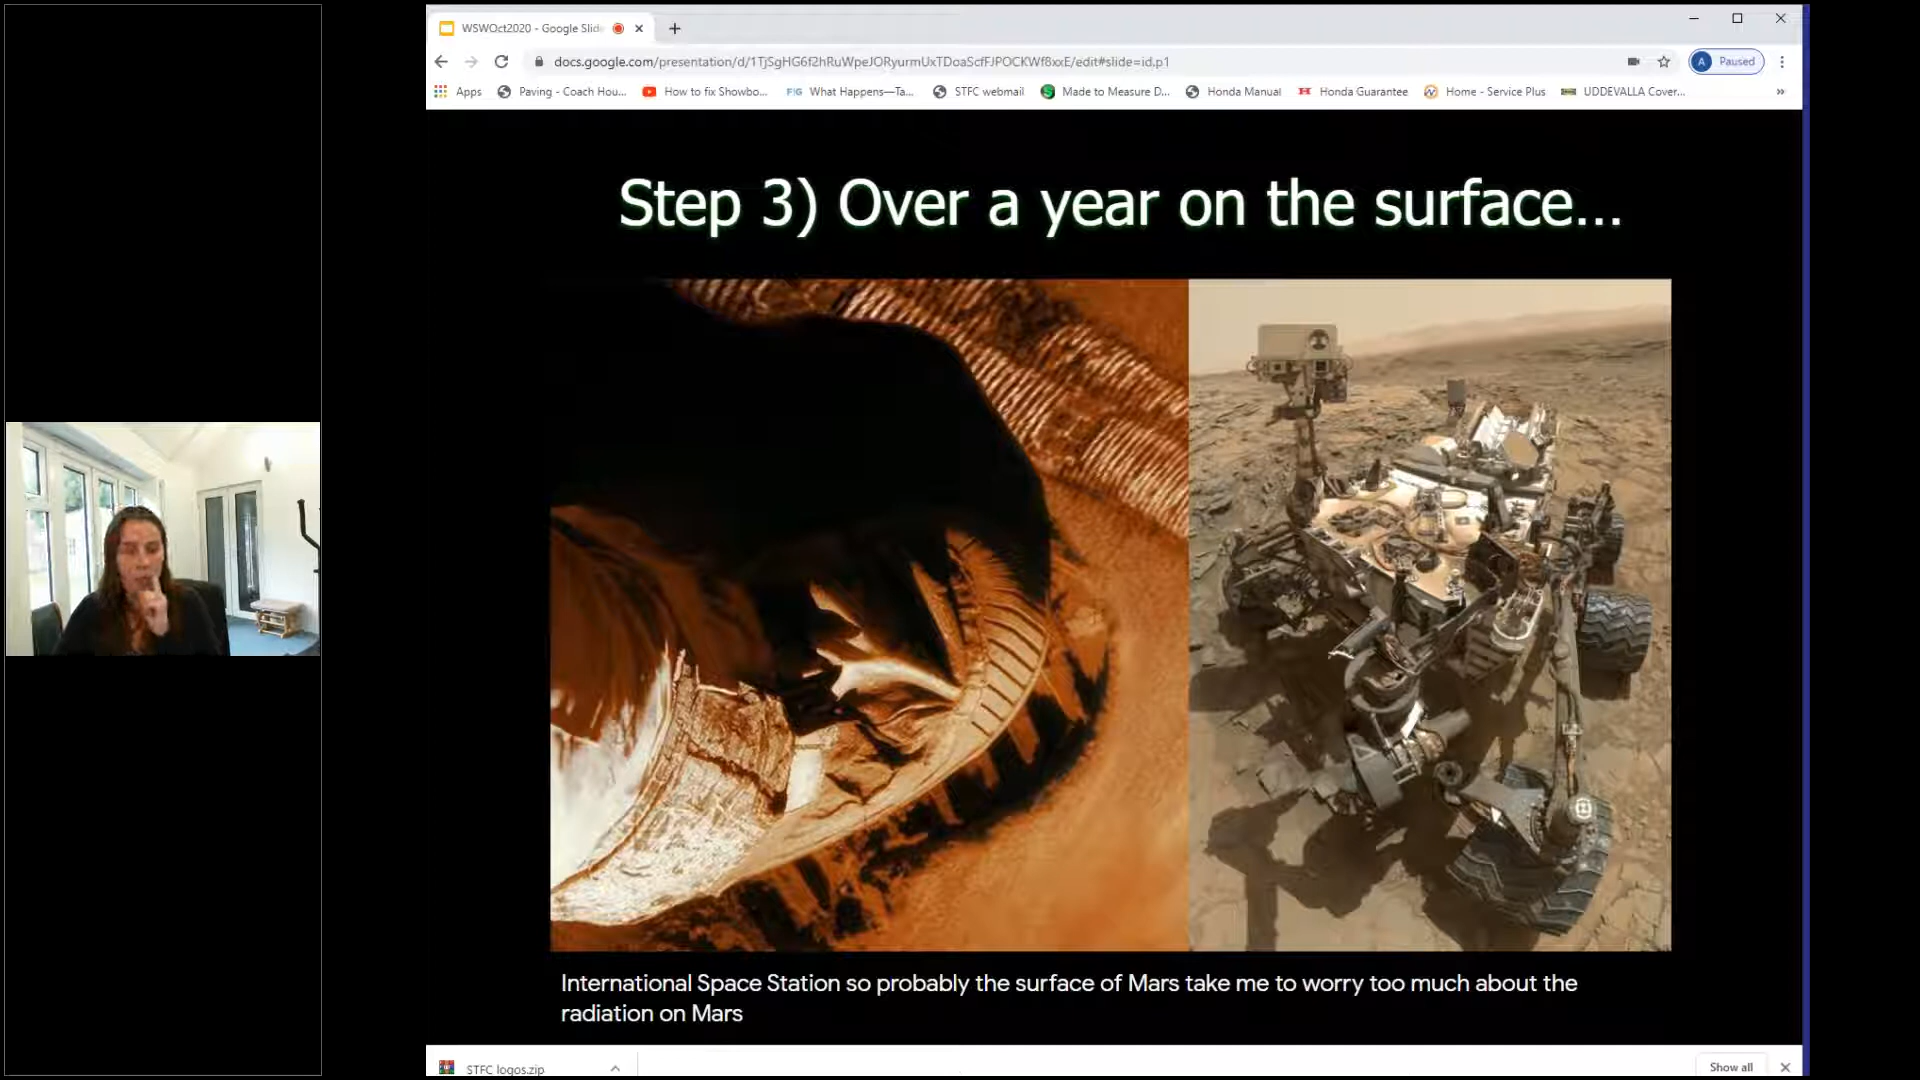 WSWOct2020 - Google Slid
docs.google.com/presentation/d/1TjSgHG6f2hRuWpeJORyurmUxTDoaScfFJPOCKWf8xxE/edit#slide=id.p1
A Paused
Apps Paving - Coach Hou... How to fix Showbo... F|G What Happens—Ta... STFC webmail Made to Measure D... Honda Manual Honda Guarantee Home - Service Plus UDDEVALLA Cover... »
Step 3) Over a year on the surface...
International Space Station so probably the surface of Mars take me to worry too much about the
radiation on Mars
STFC logos.zip
Show all